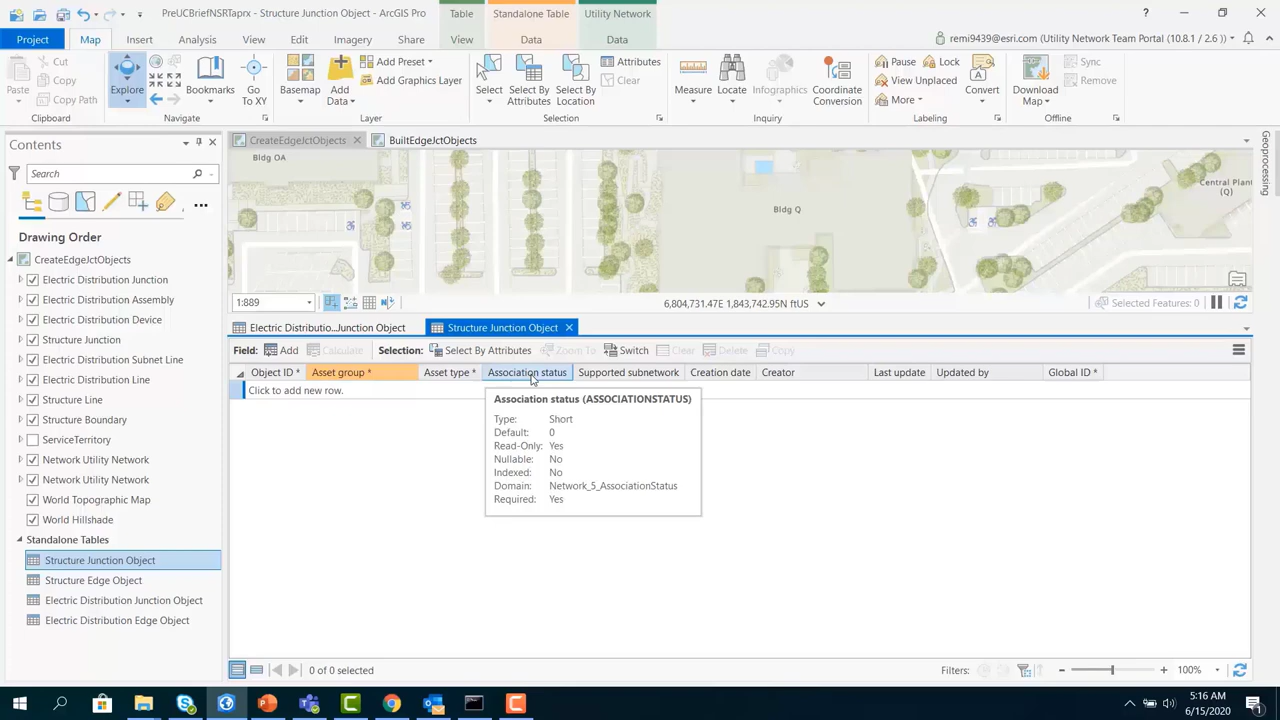 PreUCBriefNSRTaprx - Structure Junction Object - ArcGIS Pro
Table
Standalone Table
Utility Network
?
Project
Map
Insert
Analysis
View
Edit
Imagery
Share
View
Data
Data
remi9439@esri.com (Utility Network Team Portal (10.8.1 / 2.6 ))
Paste
Cut
Copy
Copy Path
Clipboard
Explore
Bookmarks
Go
To XY
Navigate
Basemap
Add
Data
Add Preset
Add Graphics Layer
Layer
Select
Select By
Attributes
Select By
Location
Attributes
Clear
Selection
Measure
Locate
Infographics
Coordinate
Conversion
Inquiry
Pause
Lock
View Unplaced
More
Convert
Labeling
Download
Map
Sync
Remove
Offline
Contents
Search
Drawing Order
CreateEdgeJctObjects
Electric Distribution Junction
Electric Distribution Assembly
Electric Distribution Device
Structure Junction
Electric Distribution Subnet Line
Electric Distribution Line
Structure Line
Structure Boundary
ServiceTerritory
Network Utility Network
Network Utility Network
World Topographic Map
World Hillshade
Standalone Tables
Structure Junction Object
Structure Edge Object
Electric Distribution Junction Object
Electric Distribution Edge Object
CreateEdgeJctObjects
BuiltEdgeJctObjects
Geoprocessing
Bldg OA
Bldg Q
Central Plant
(Q)
1:889
6,804,731.47E 1,843,742.95N ftUS
Selected Features: 0
Electric Distributio...Junction Object
Structure Junction Object
Field:
Add
Calculate
Selection:
Select By Attributes
Zoom To
Switch
Clear
Delete
Copy
Object ID *
Asset group *
Asset type *
Association status
Supported subnetwork
Creation date
Creator
Last update
Updated by
Global ID *
Click to add new row.
Association status (ASSOCIATIONSTATUS)
Type: Short
Default: 0
Read-Only: Yes
Nullable: No
Indexed: No
Domain: Network_5_AssociationStatus
Required: Yes
0 of 0 selected
Filters:
100%
5:16 AM
6/15/2020
1